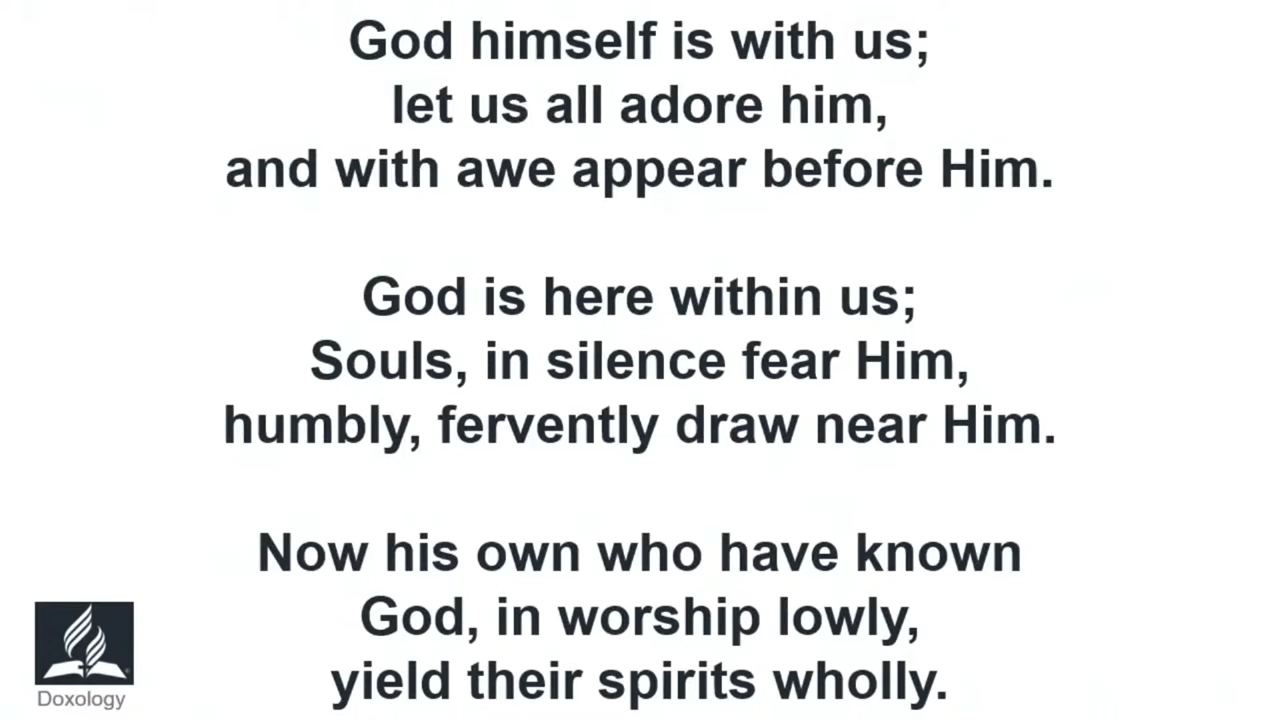 God himself is with us;
let us all adore him,
and with awe appear before Him.
God is here within us;
Souls, in silence fear Him,
humbly, fervently draw near Him.
Now his own who have known
God, in worship lowly,
yield their spirits wholly.
Doxology